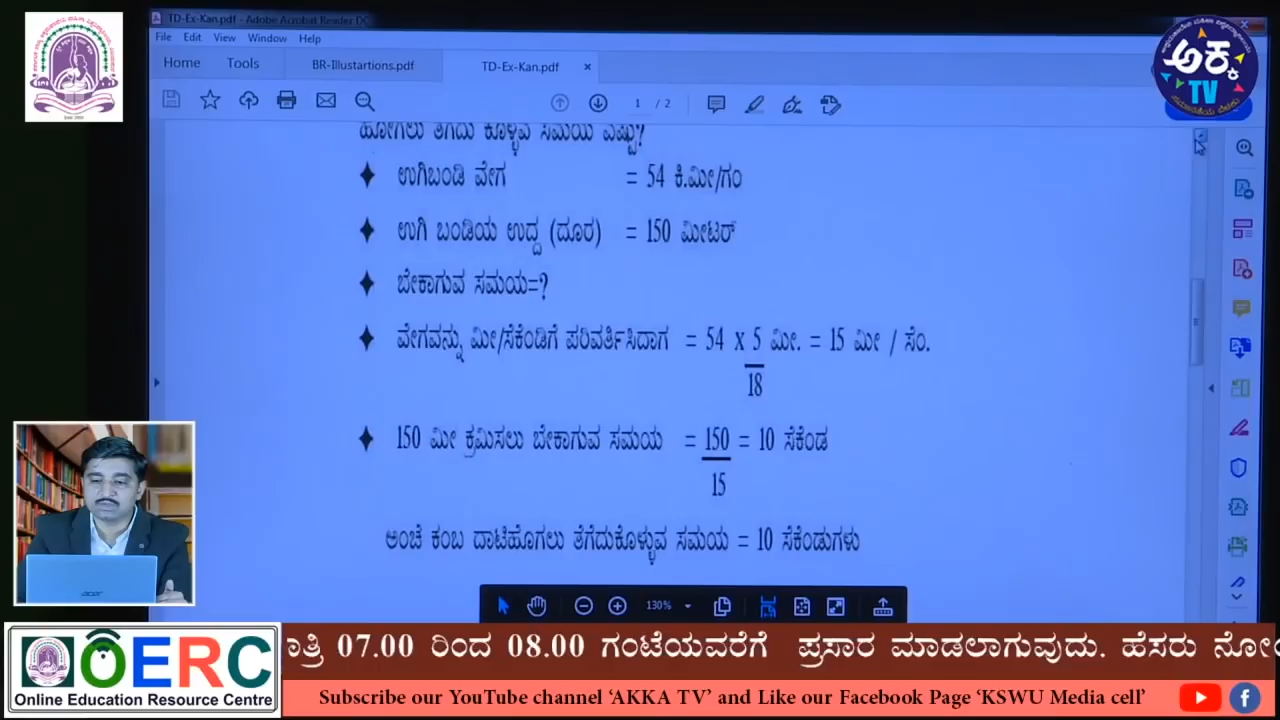 TD-Ex-Kan.pdf - Adobe Acrobat Reader DC
File Edit View Window Help
Home Tools BR-Illustartions.pdf TD-Ex-Kan.pdf ×
1 / 2
ಅಕ್ಕ
TV
ಹೋಗಲು ತೆಗೆದು ಕೊಳ್ಳುವ ಸಮಯ ಎಷ್ಟು?
ಉಗಿಬಂಡಿ ವೇಗ = 54 ಕಿ.ಮೀ/ಗಂ
ಉಗಿ ಬಂಡಿಯ ಉದ್ದ (ದೂರ) = 150 ಮೀಟರ್
ಬೇಕಾಗುವ ಸಮಯ=?
ವೇಗವನ್ನು ಮೀ/ಸೆಕೆಂಡಿಗೆ ಪರಿವರ್ತಿಸಿದಾಗ = 54 x 5 ಮೀ. = 15 ಮೀ / ಸೆಂ.
18
150 ಮೀ ಕ್ರಮಿಸಲು ಬೇಕಾಗುವ ಸಮಯ = 150 = 10 ಸೆಕೆಂಡ
15
ಅಂಚೆ ಕಂಬ ದಾಟಿಹೊಗಲು ತೆಗೆದುಕೊಳ್ಳುವ ಸಮಯ = 10 ಸೆಕೆಂಡುಗಳು
130%
acer
OERC
Online Education Resource Centre
ಾತ್ರಿ 07.00 ರಿಂದ 08.00 ಗಂಟೆಯವರೆಗೆ ಪ್ರಸಾರ ಮಾಡಲಾಗುವುದು. ಹೆಸರು ನೋಂ
Subscribe our YouTube channel ‘AKKA TV’ and Like our Facebook Page ‘KSWU Media cell’